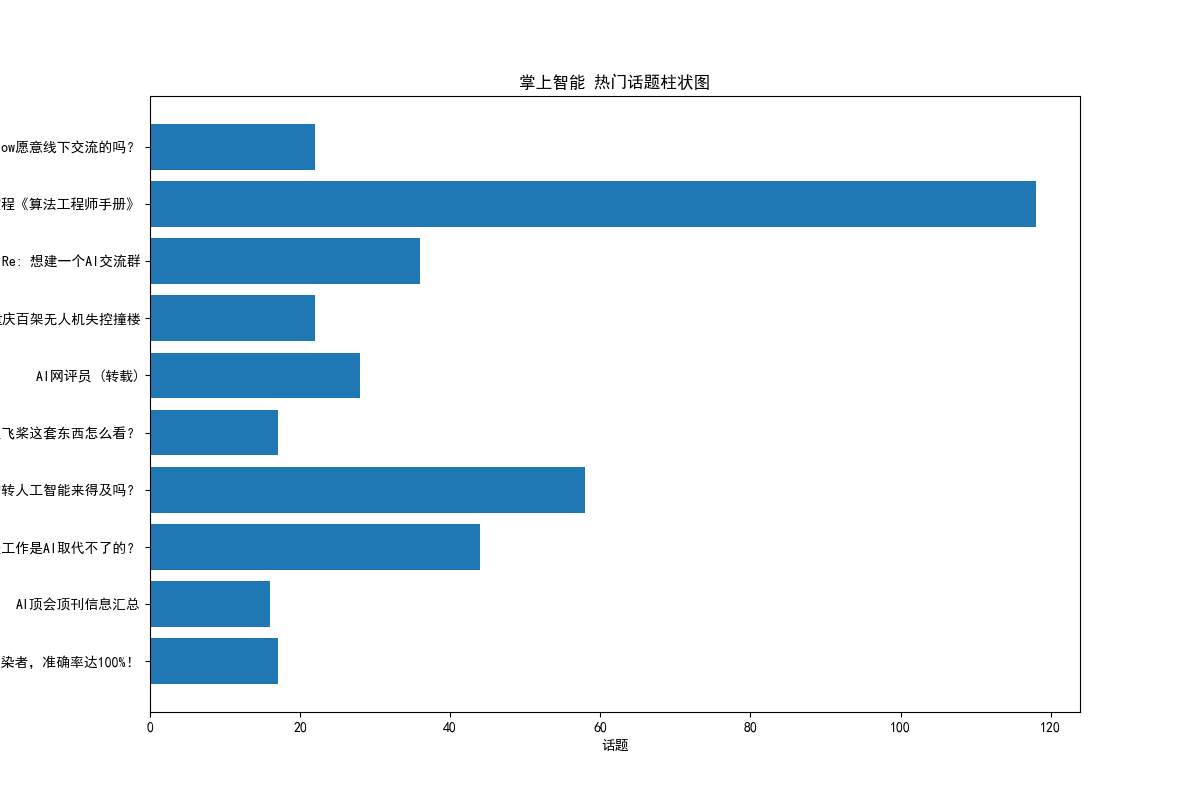 掌上智能 热门话题柱状图
ow愿意线下交流的吗？
程《算法工程师手册》
Re: 想建一个AI交流群
庆百架无人机失控撞楼
AI网评员 (转载)
飞桨这套东西怎么看？
转人工智能来得及吗？
工作是AI取代不了的？
AI顶会顶刊信息汇总
染者，准确率达100%！
0 20 40 60 80 100 120
话题